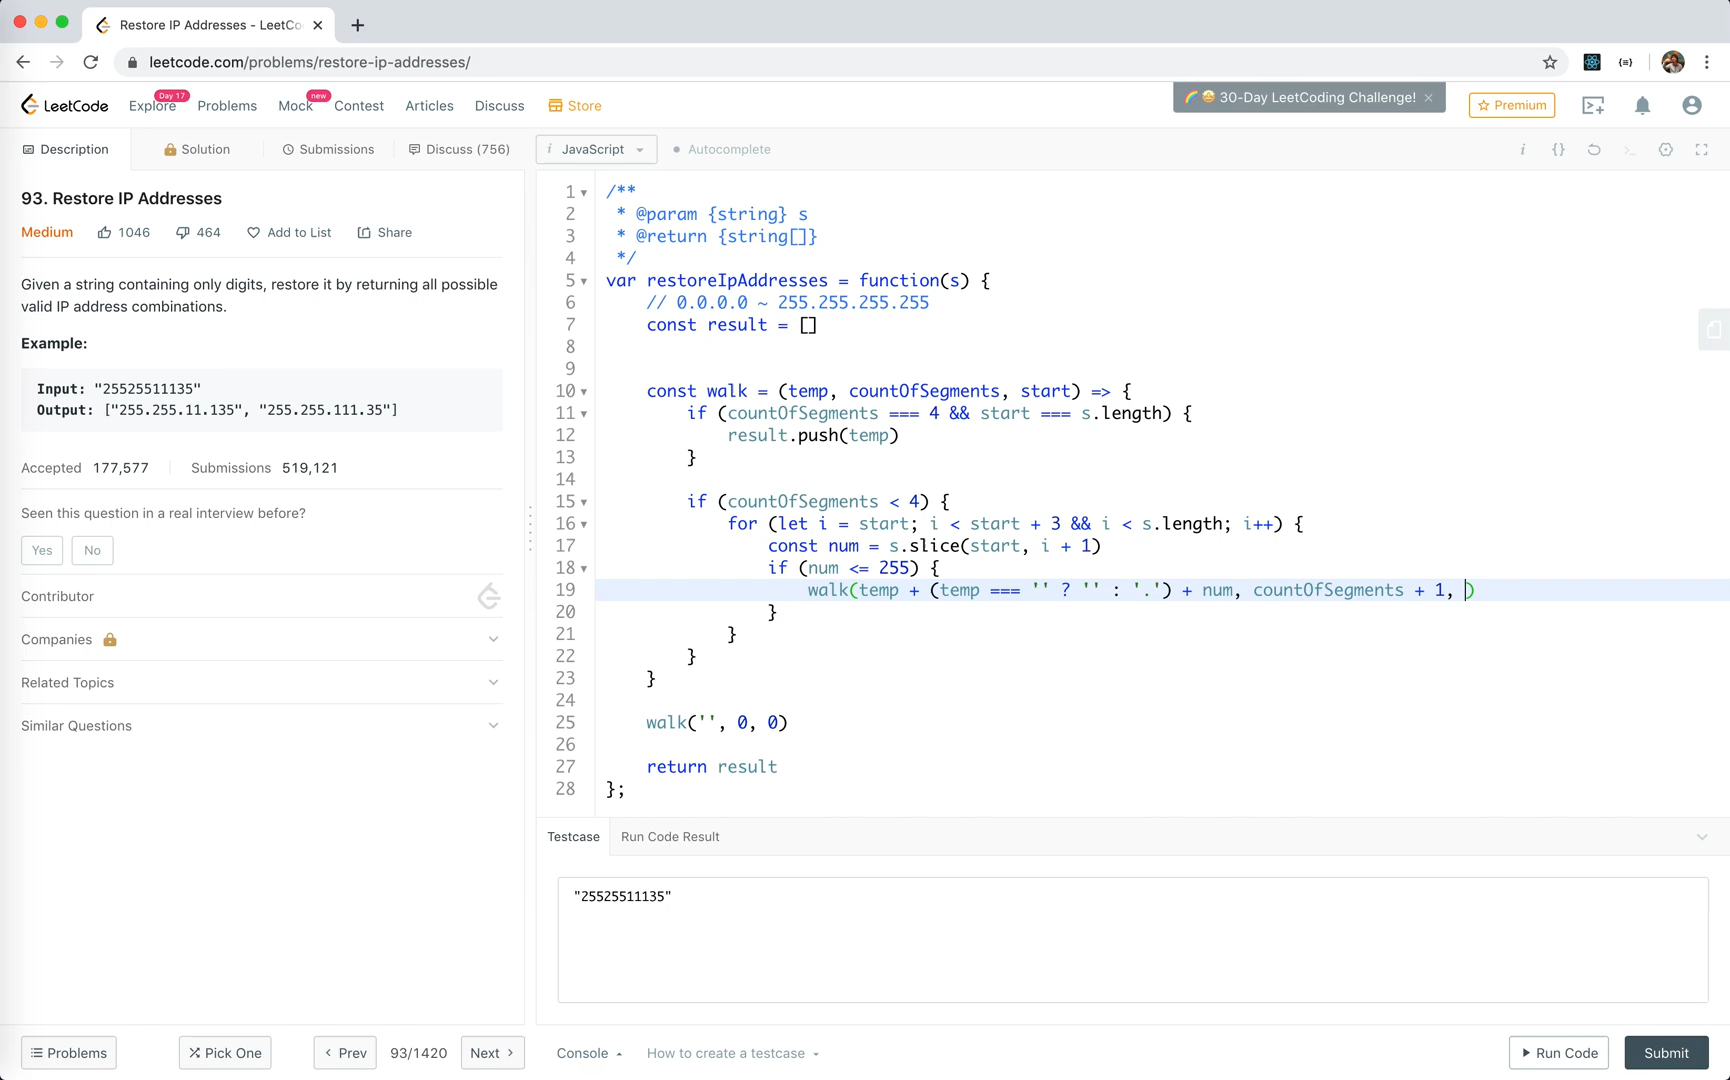 Restore IP Addresses - LeetCo
leetcode.com/problems/restore-ip-addresses/
LeetCode
Explore
Day 17
Problems
Mock
new
Contest
Articles
Discuss
Store
🌈 🤩 30-Day LeetCoding Challenge!
Premium
Description
Solution
Submissions
Discuss (756)
i JavaScript
Autocomplete
93. Restore IP Addresses
Medium
1046
464
Add to List
Share
Given a string containing only digits, restore it by returning all possible
valid IP address combinations.
Example:
Input: "25525511135"
Output: ["255.255.11.135", "255.255.111.35"]
Accepted 177,577
Submissions 519,121
Seen this question in a real interview before?
Yes
No
Contributor
Companies
Related Topics
Similar Questions
1 /**
2 * @param {string} s
3 * @return {string[]}
4 */
5 var restoreIpAddresses = function(s) {
6 // 0.0.0.0 ~ 255.255.255.255
7 const result = []
8
9
10 const walk = (temp, countOfSegments, start) => {
11 if (countOfSegments === 4 && start === s.length) {
12 result.push(temp)
13 }
14
15 if (countOfSegments < 4) {
16 for (let i = start; i < start + 3 && i < s.length; i++) {
17 const num = s.slice(start, i + 1)
18 if (num <= 255) {
19 walk(temp + (temp === '' ? '' : '.') + num, countOfSegments + 1, )
20 }
21 }
22 }
23 }
24
25 walk('', 0, 0)
26
27 return result
28 };
Testcase
Run Code Result
"25525511135"
Problems
Pick One
Prev
93/1420
Next
Console
How to create a testcase
Run Code
Submit